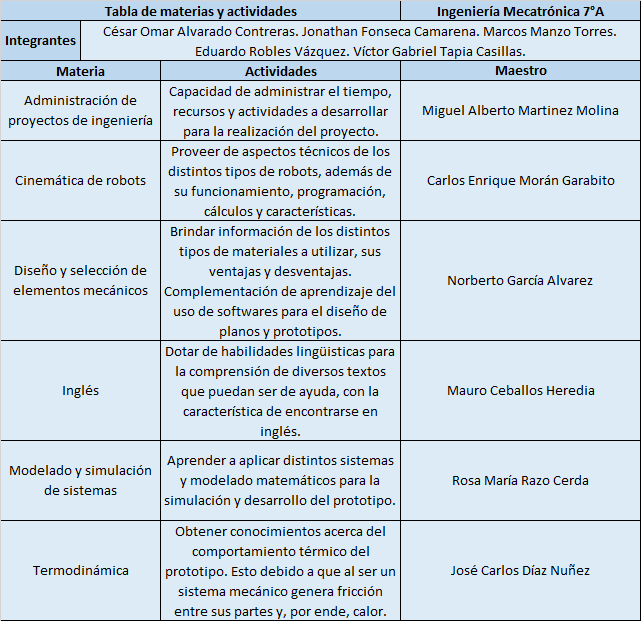 Tabla de materias y actividades
Ingeniería Mecatrónica 7°A
Integrantes
César Omar Alvarado Contreras. Jonathan Fonseca Camarena. Marcos Manzo Torres.
Eduardo Robles Vázquez. Víctor Gabriel Tapia Casillas.
Materia
Actividades
Maestro
Administración de
proyectos de ingeniería
Capacidad de administrar el tiempo,
recursos y actividades a desarrollar
para la realización del proyecto.
Miguel Alberto Martinez Molina
Cinemática de robots
Proveer de aspectos técnicos de los
distintos tipos de robots, además de
su funcionamiento, programación,
cálculos y características.
Carlos Enrique Morán Garabito
Diseño y selección de
elementos mecánicos
Brindar información de los distintos
tipos de materiales a utilizar, sus
ventajas y desventajas.
Complementación de aprendizaje del
uso de softwares para el diseño de
planos y prototipos.
Norberto García Alvarez
Inglés
Dotar de habilidades lingüisticas para
la comprensión de diversos textos
que puedan ser de ayuda, con la
característica de encontrarse en
inglés.
Mauro Ceballos Heredia
Modelado y simulación
de sistemas
Aprender a aplicar distintos sistemas
y modelado matemáticos para la
simulación y desarrollo del prototipo.
Rosa María Razo Cerda
Termodinámica
Obtener conocimientos acerca del
comportamiento térmico del
prototipo. Esto debido a que al ser un
sistema mecánico genera fricción
entre sus partes y, por ende, calor.
José Carlos Díaz Nuñez